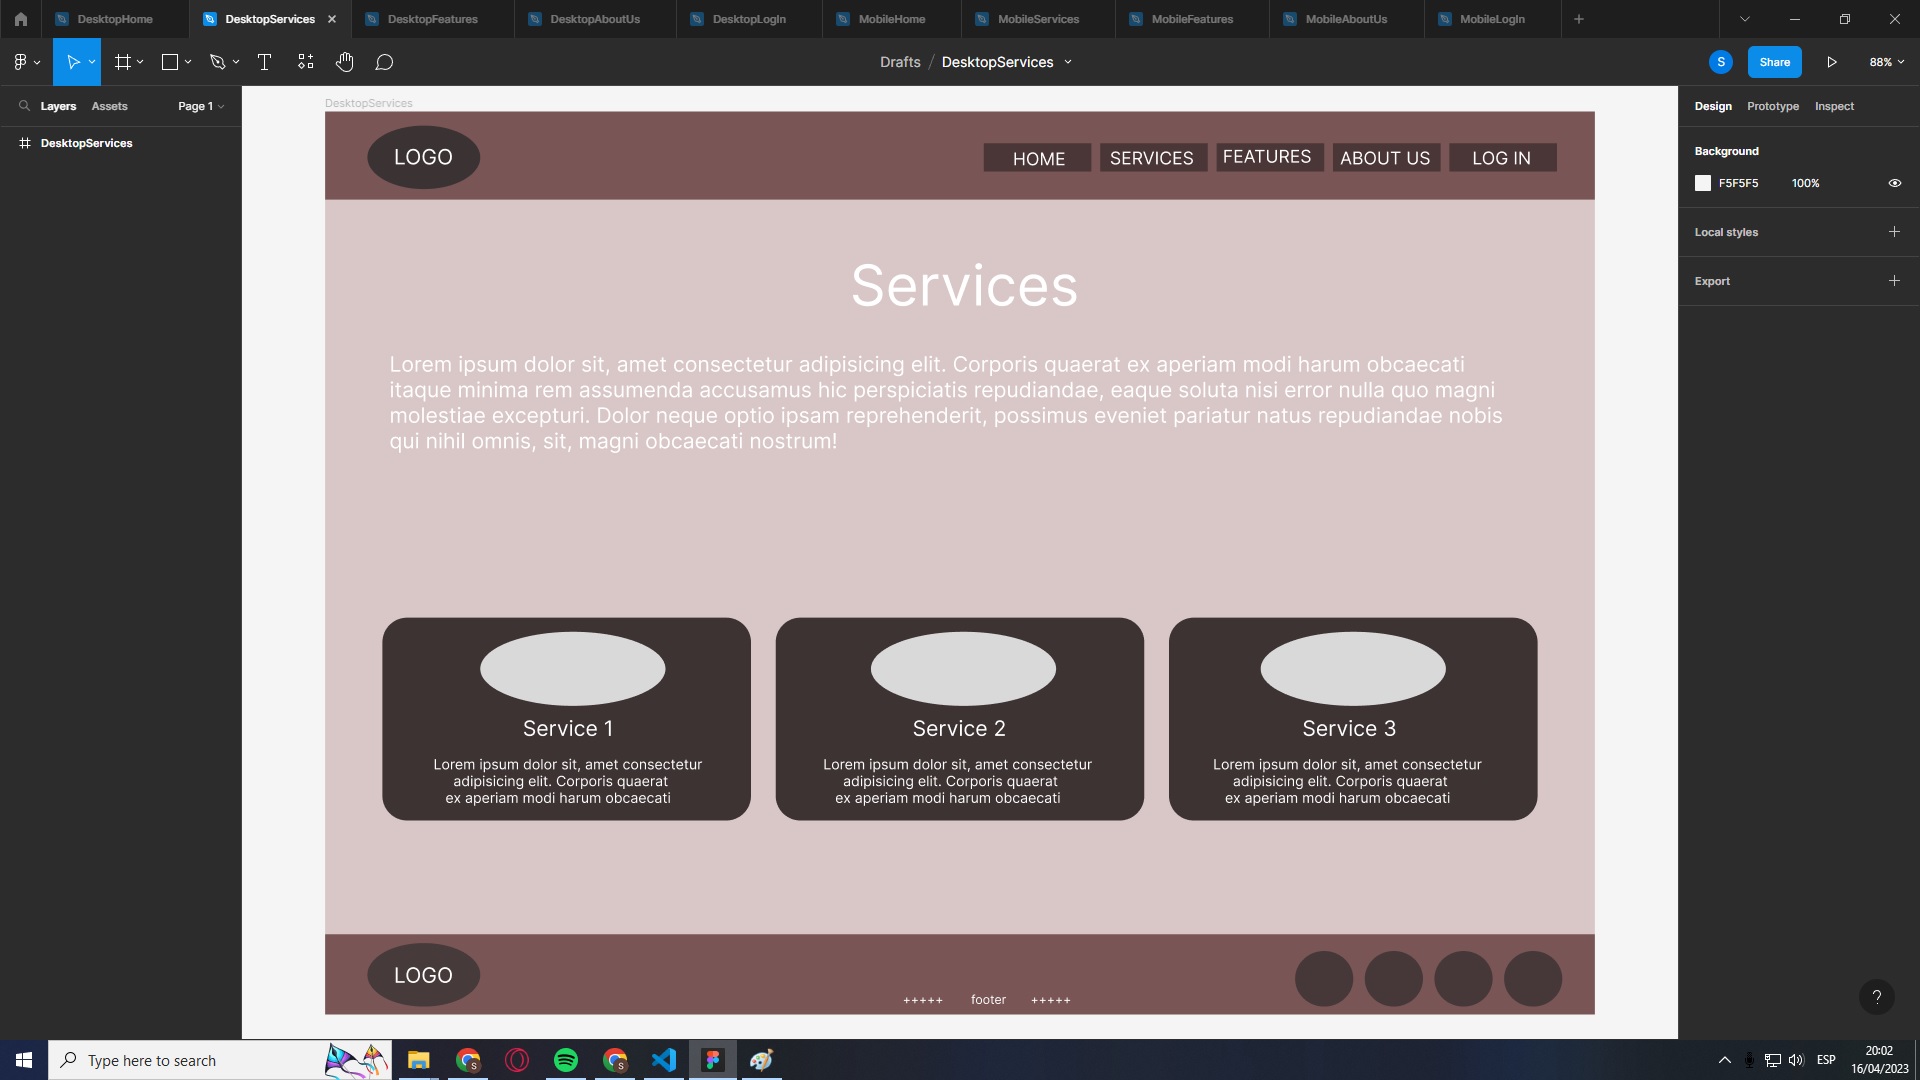 DesktopHome
DesktopServices
DesktopFeatures
DesktopAboutUs
DesktopLogIn
MobileHome
MobileServices
MobileFeatures
MobileAboutUs
MobileLogIn
Drafts / DesktopServices
S
Share
88%
Layers
Assets
Page 1
DesktopServices
DesktopServices
LOGO
HOME
SERVICES
FEATURES
ABOUT US
LOG IN
Services
Lorem ipsum dolor sit, amet consectetur adipisicing elit. Corporis quaerat ex aperiam modi harum obcaecati
itaque minima rem assumenda accusamus hic perspiciatis repudiandae, eaque soluta nisi error nulla quo magni
molestiae excepturi. Dolor neque optio ipsam reprehenderit, possimus eveniet pariatur natus repudiandae nobis
qui nihil omnis, sit, magni obcaecati nostrum!
Service 1
Lorem ipsum dolor sit, amet consectetur
adipisicing elit. Corporis quaerat
ex aperiam modi harum obcaecati
Service 2
Lorem ipsum dolor sit, amet consectetur
adipisicing elit. Corporis quaerat
ex aperiam modi harum obcaecati
Service 3
Lorem ipsum dolor sit, amet consectetur
adipisicing elit. Corporis quaerat
ex aperiam modi harum obcaecati
LOGO
+++++ footer +++++
Design
Prototype
Inspect
Background
F5F5F5
100%
Local styles
Export
?
Type here to search
S
S
ESP
20:02
16/04/2023